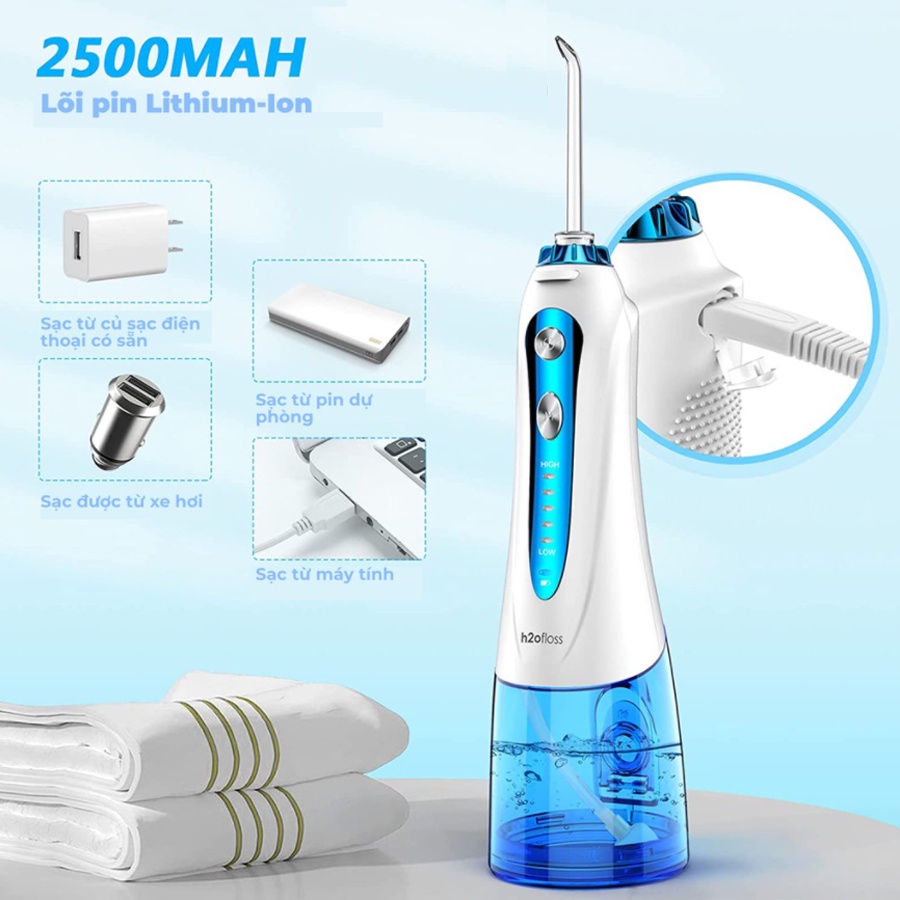 2500MAH
Lõi pin Lithium-Ion
Sạc từ củ sạc điện
thoại có sẵn
Sạc từ pin dự
phòng
Sạc được từ xe hơi
Sạc từ máy tính
HIGH
LOW
h2ofloss